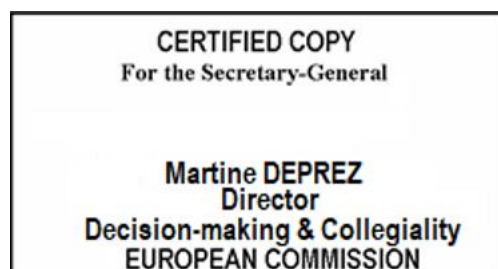 CERTIFIED COPY
For the Secretary-General
Martine DEPREZ
Director
Decision-making & Collegiality
EUROPEAN COMMISSION